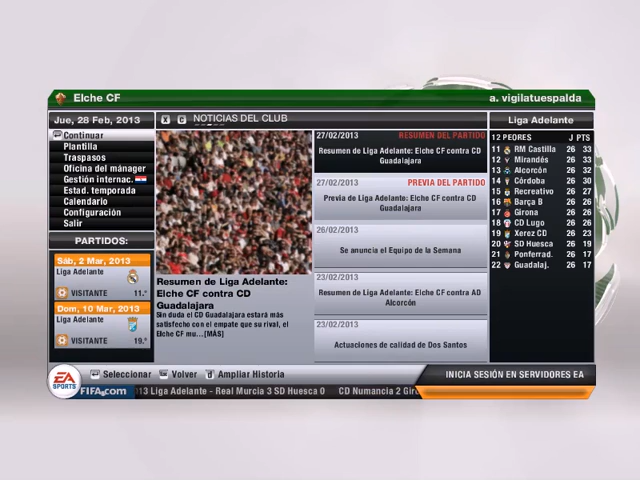 Elche CF
a. vigilatuespalda
Jue, 28 Feb, 2013
Continuar
Plantilla
Traspasos
Oficina del mánager
Gestión internac.
Estad. temporada
Calendario
Configuración
Salir
PARTIDOS:
Sáb, 2 Mar, 2013
Liga Adelante
VISITANTE 11.º
Dom, 10 Mar, 2013
Liga Adelante
VISITANTE 19.º
NOTICIAS DEL CLUB
Resumen de Liga Adelante:
Elche CF contra CD
Guadalajara
Sin duda el CD Guadalajara estará más
satisfecho con el empate que su rival, el
Elche CF mu...[MÁS]
27/02/2013 RESUMEN DEL PARTIDO
Resumen de Liga Adelante: Elche CF contra CD
Guadalajara
27/02/2013 PREVIA DEL PARTIDO
Previa de Liga Adelante: Elche CF contra CD
Guadalajara
26/02/2013
Se anuncia el Equipo de la Semana
23/02/2013
Resumen de Liga Adelante: Elche CF contra AD
Alcorcón
23/02/2013
Actuaciones de calidad de Dos Santos
Liga Adelante
12 PEORES J PTS
11 RM Castilla 26 33
12 Mirandés 26 33
13 Alcorcón 26 32
14 Córdoba 26 30
15 Recreativo 26 27
16 Barça B 26 26
17 Girona 26 26
18 CD Lugo 26 26
19 Xerez CD 26 23
20 SD Huesca 26 19
21 Ponferrad. 26 17
22 Guadalaj. 26 17
Seleccionar Volver Ampliar Historia
INICIA SESIÓN EN SERVIDORES EA
EA
SPORTS
FIFA.com
13 Liga Adelante - Real Murcia 3 SD Huesca 0 CD Numancia 2 Giro